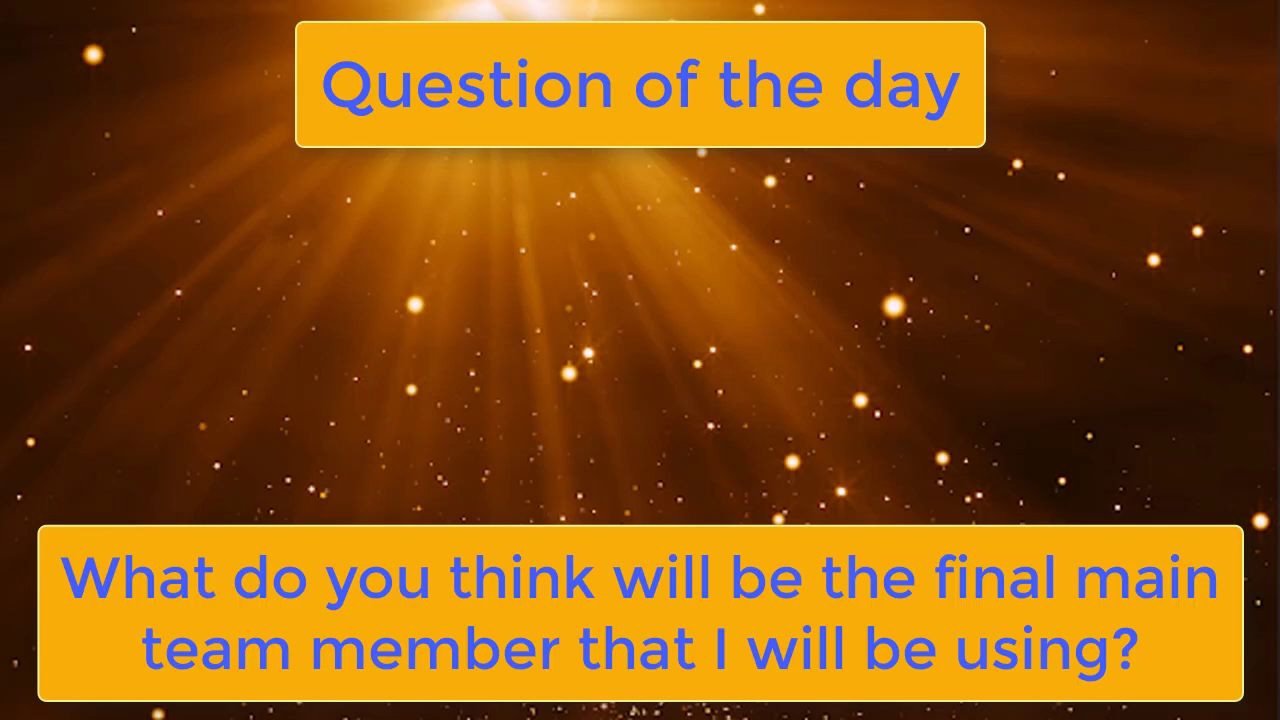 Question of the day
What do you think will be the final main
team member that I will be using?